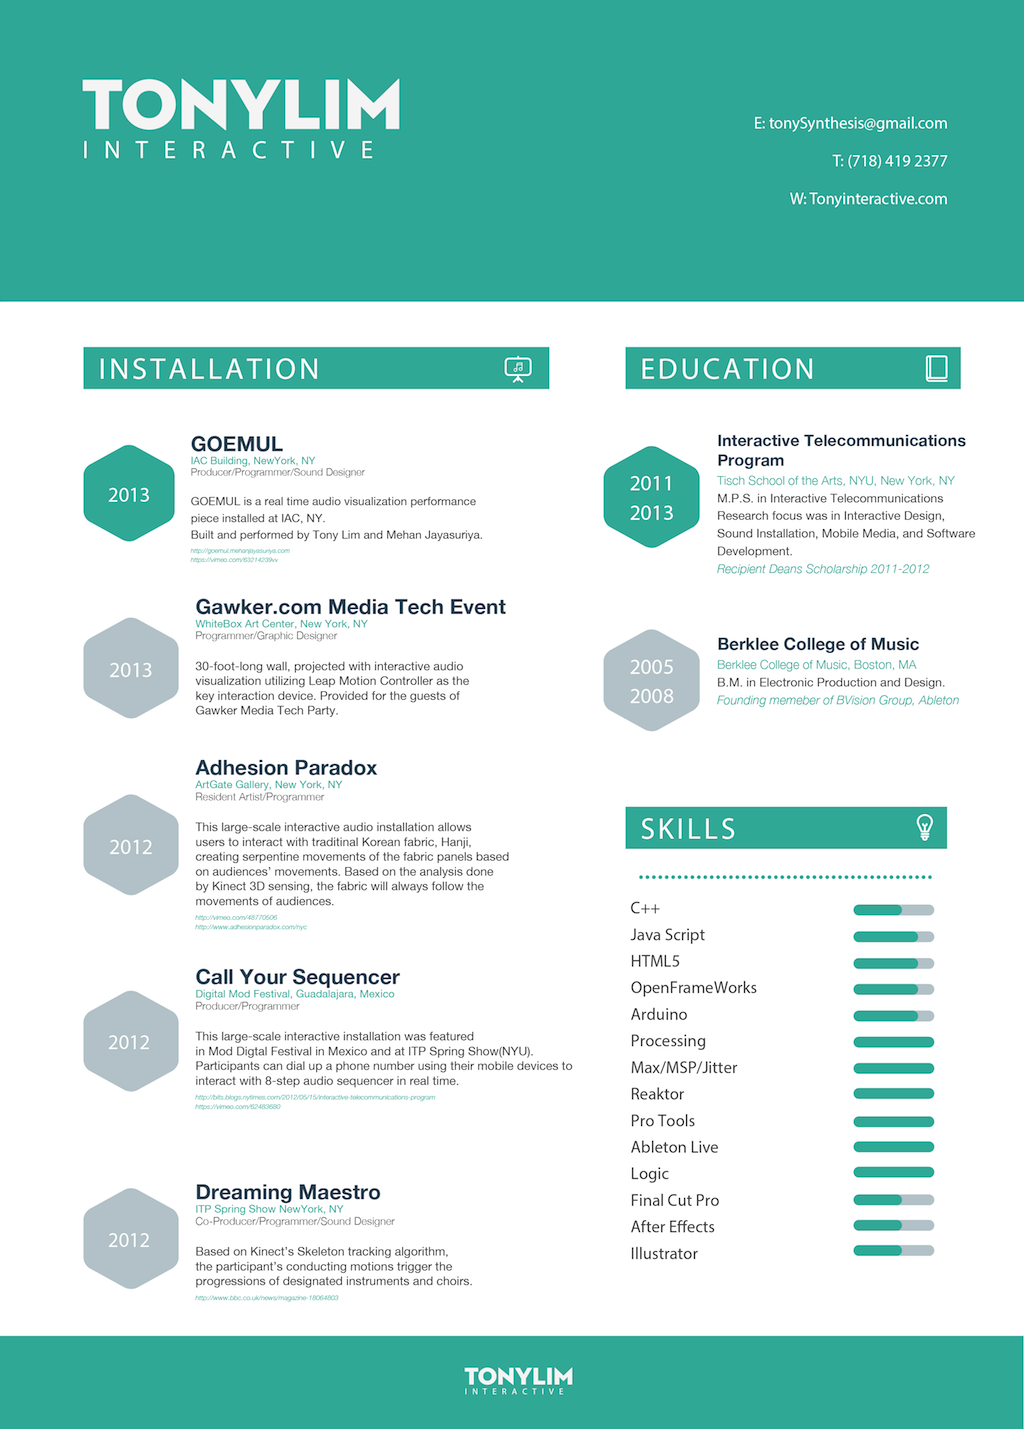 TONYLIM
INTERACTIVE
E: tonySynthesis@gmail.com
T: (718) 419 2377
W: Tonyinteractive.com
INSTALLATION
2013
GOEMUL
IAC Building, NewYork, NY
Producer/Programmer/Sound Designer
GOEMUL is a real time audio visualization performance
piece installed at IAC, NY.
Built and performed by Tony Lim and Mehan Jayasuriya.
http://goemul.mehanjayasuriya.com
https://vimeo.com/63214239vv
2013
Gawker.com Media Tech Event
WhiteBox Art Center, New York, NY
Programmer/Graphic Designer
30-foot-long wall, projected with interactive audio
visualization utilizing Leap Motion Controller as the
key interaction device. Provided for the guests of
Gawker Media Tech Party.
2012
Adhesion Paradox
ArtGate Gallery, New York, NY
Resident Artist/Programmer
This large-scale interactive audio installation allows
users to interact with traditinal Korean fabric, Hanji,
creating serpentine movements of the fabric panels based
on audiences' movements. Based on the analysis done
by Kinect 3D sensing, the fabric will always follow the
movements of audiences.
http://vimeo.com/48770506
http://www.adhesionparadox.com/nyc
2012
Call Your Sequencer
Digital Mod Festival, Guadalajara, Mexico
Producer/Programmer
This large-scale interactive installation was featured
in Mod Digtal Festival in Mexico and at ITP Spring Show(NYU).
Participants can dial up a phone number using their mobile devices to
interact with 8-step audio sequencer in real time.
http://bits.blogs.nytimes.com/2012/05/15/interactive-telecommunications-program
https://vimeo.com/62483680
2012
Dreaming Maestro
ITP Spring Show NewYork, NY
Co-Producer/Programmer/Sound Designer
Based on Kinect's Skeleton tracking algorithm,
the participant's conducting motions trigger the
progressions of designated instruments and choirs.
http://www.bbc.co.uk/news/magazine-18064803
EDUCATION
2011
2013
Interactive Telecommunications
Program
Tisch School of the Arts, NYU, New York, NY
M.P.S. in Interactive Telecommunications
Research focus was in Interactive Design,
Sound Installation, Mobile Media, and Software
Development.
Recipient Deans Scholarship 2011-2012
2005
2008
Berklee College of Music
Berklee College of Music, Boston, MA
B.M. in Electronic Production and Design.
Founding memeber of BVision Group, Ableton
SKILLS
C++
Java Script
HTML5
OpenFrameWorks
Arduino
Processing
Max/MSP/Jitter
Reaktor
Pro Tools
Ableton Live
Logic
Final Cut Pro
After Effects
Illustrator
TONYLIM
INTERACTIVE